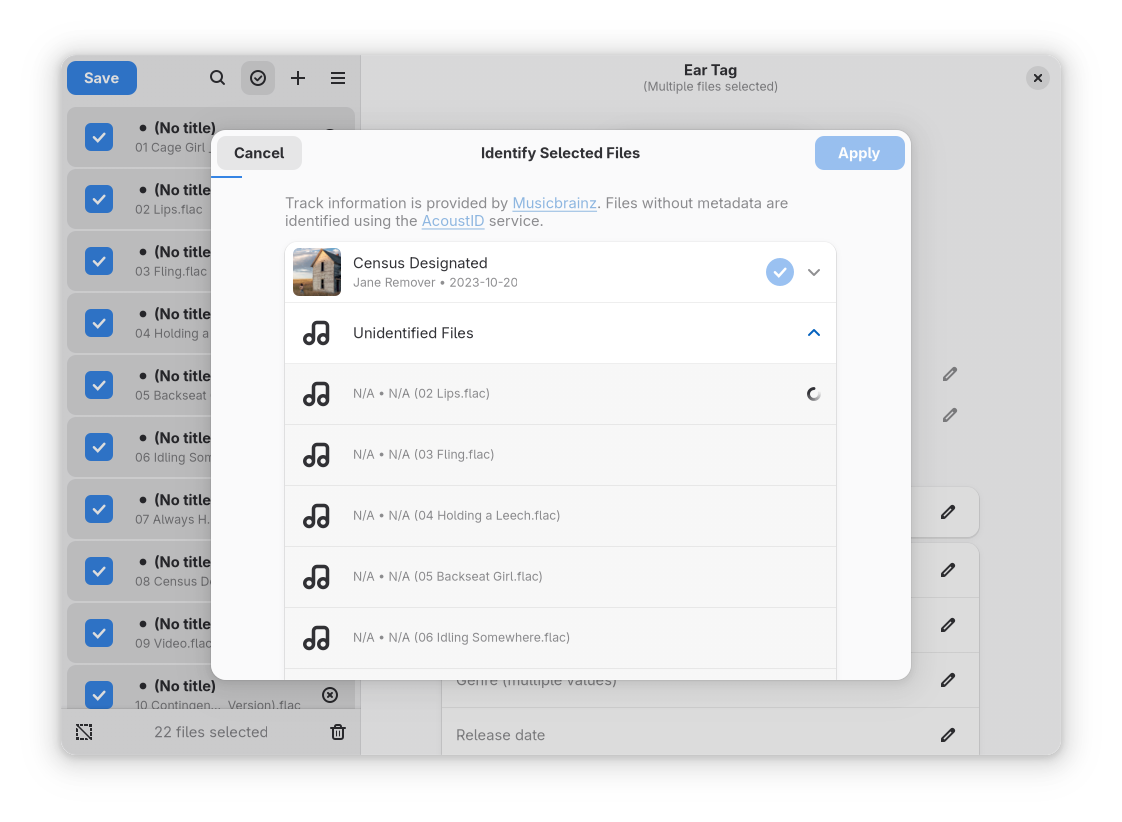 Save
Ear Tag
(Multiple files selected)
(No title)
01 Cage Girl
(No title
02 Lips.flac
(No title
03 Fling.flac
(No title
04 Holding a
(No title
05 Backseat
(No title
06 Idling Som
(No title
07 Always H.
(No title
08 Census De
(No title
09 Video.flac
(No title)
10 Contingen… Version).flac
22 files selected
Cancel
Identify Selected Files
Apply
Track information is provided by Musicbrainz. Files without metadata are
identified using the AcoustID service.
Census Designated
Jane Remover • 2023-10-20
Unidentified Files
N/A • N/A (02 Lips.flac)
N/A • N/A (03 Fling.flac)
N/A • N/A (04 Holding a Leech.flac)
N/A • N/A (05 Backseat Girl.flac)
N/A • N/A (06 Idling Somewhere.flac)
Genre (multiple values)
Release date